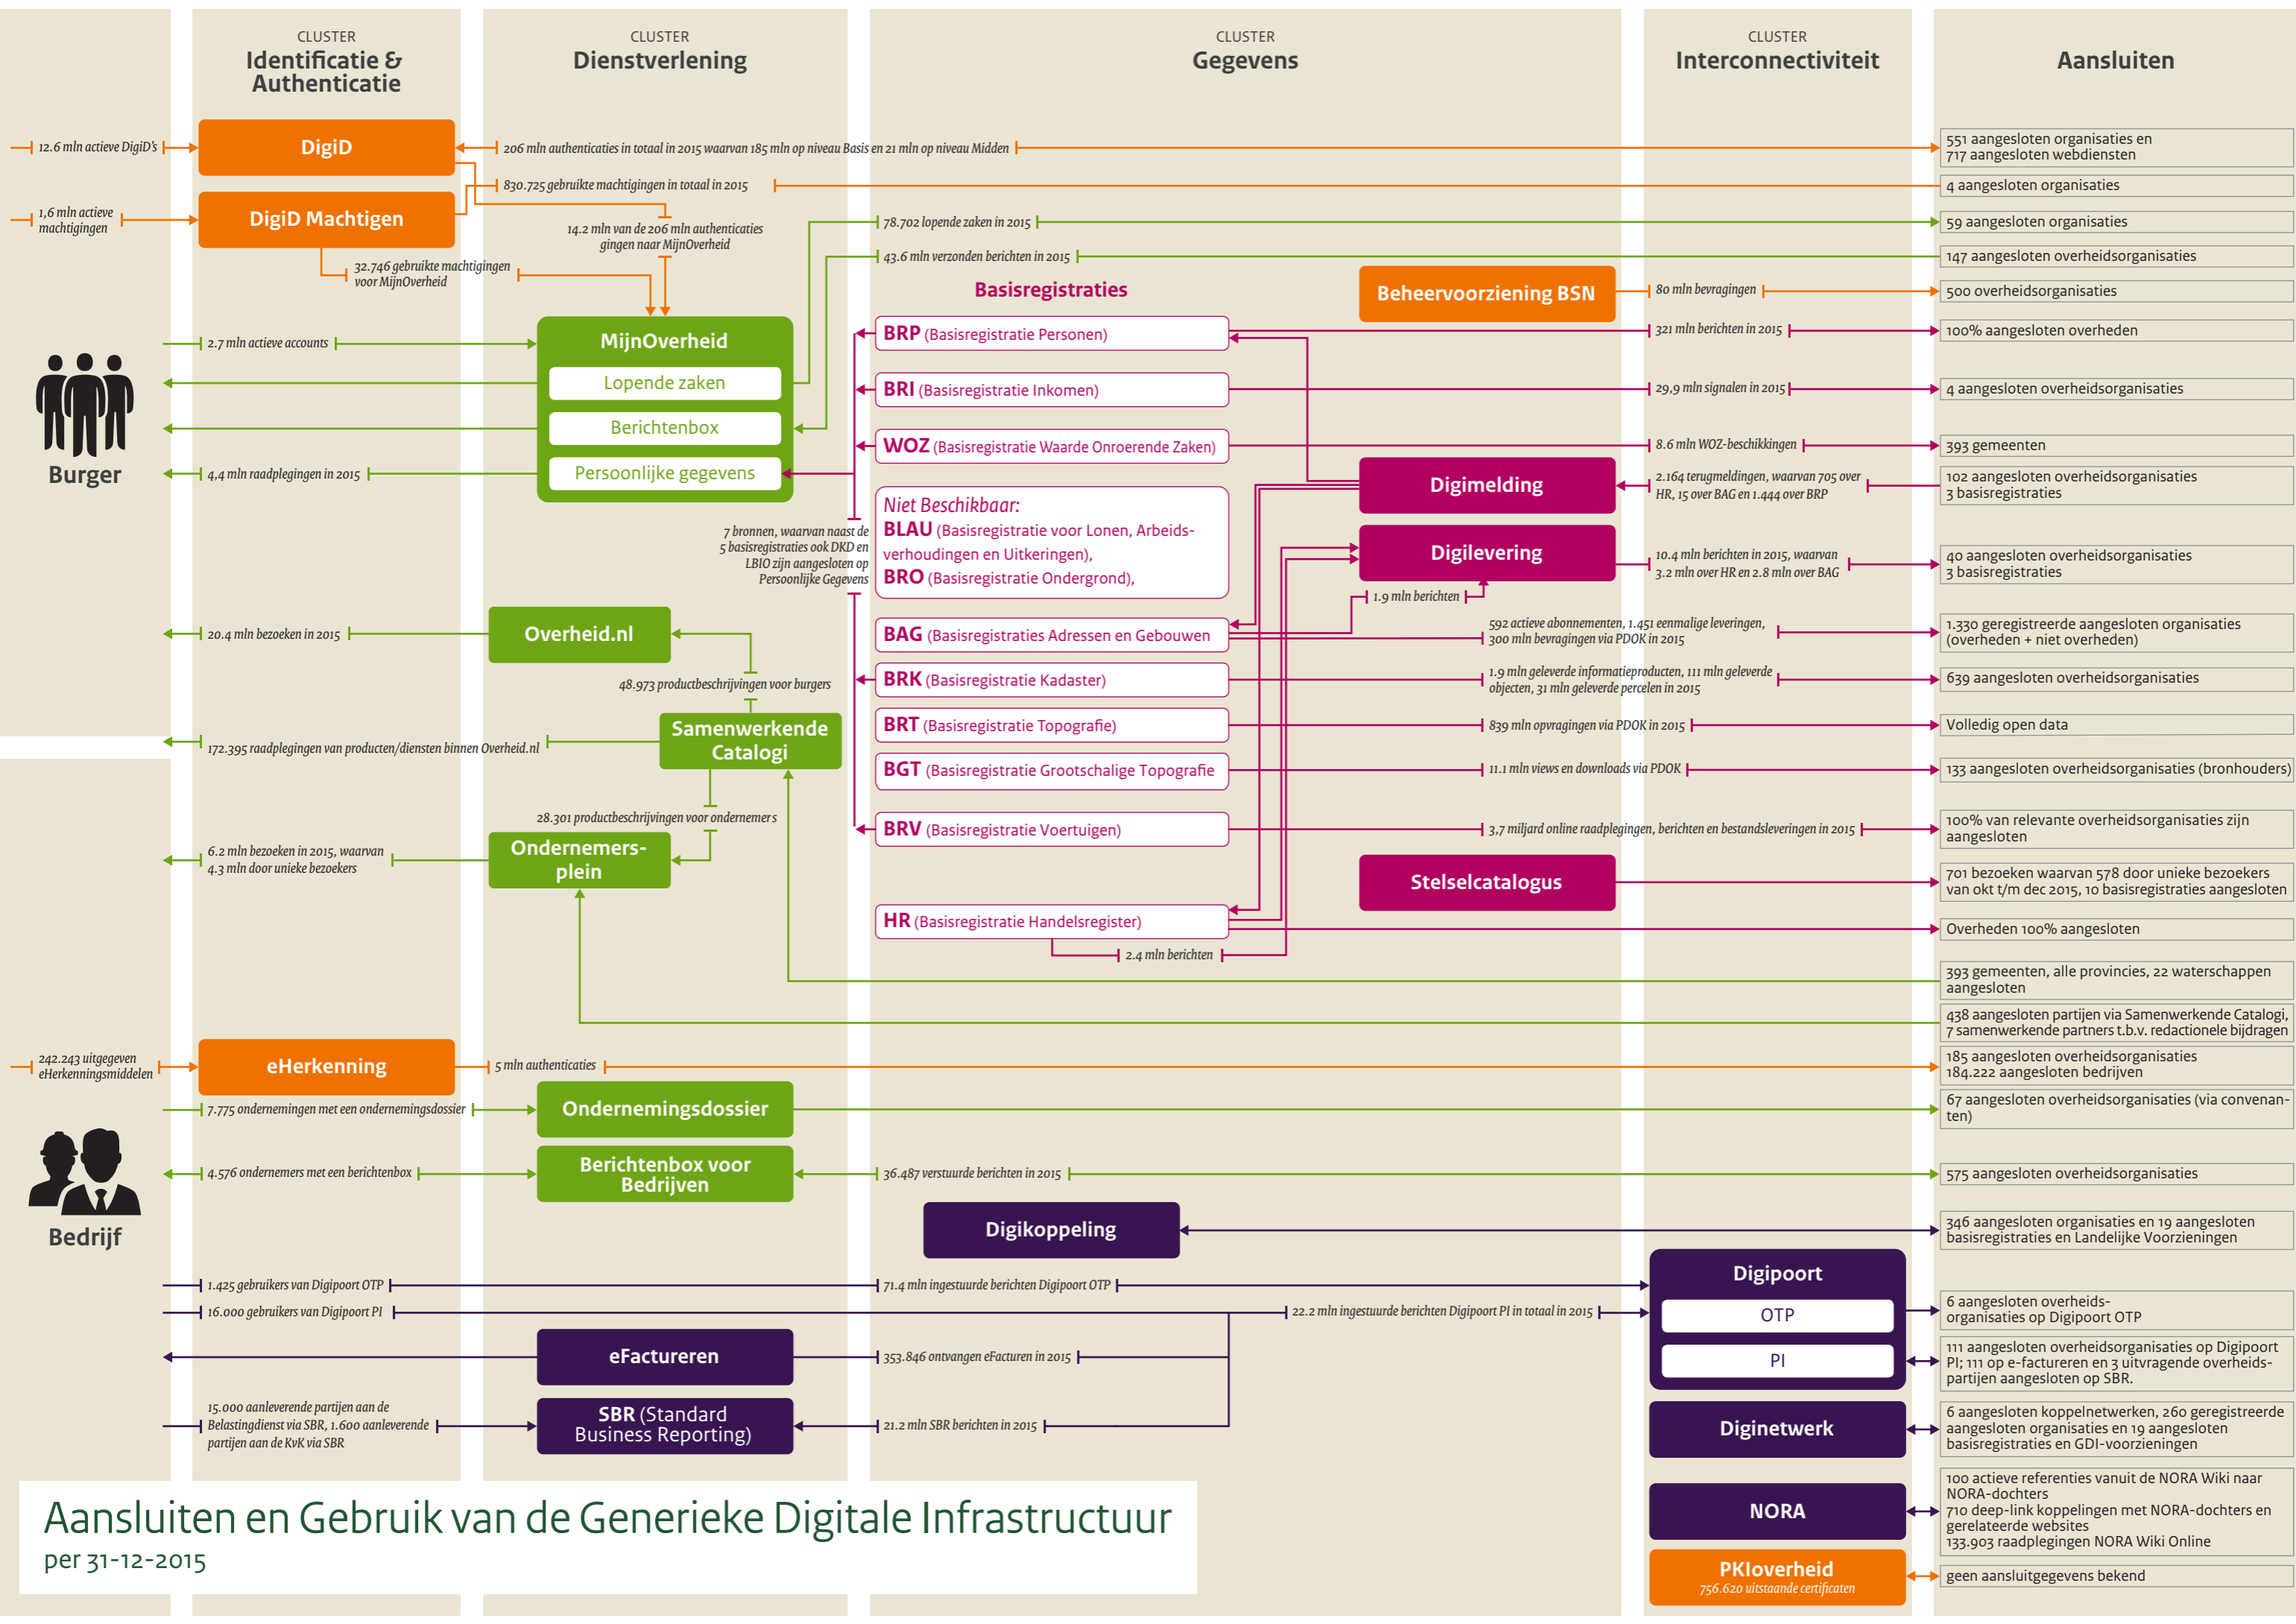 CLUSTER
Identificatie &
Authenticatie
CLUSTER
Dienstverlening
CLUSTER
Gegevens
CLUSTER
Interconnectiviteit
Aansluiten
12.6 mln actieve DigiD's
DigiD
206 mln authenticaties in totaal in 2015 waarvan 185 mln op niveau Basis en 21 mln op niveau Midden
551 aangesloten organisaties en
717 aangesloten webdiensten
830.725 gebruikte machtigingen in totaal in 2015
4 aangesloten organisaties
1,6 mln actieve
machtigingen
DigiD Machtigen
14.2 mln van de 206 mln authenticaties
gingen naar MijnOverheid
78.702 lopende zaken in 2015
59 aangesloten organisaties
32.746 gebruikte machtigingen
voor MijnOverheid
43.6 mln verzonden berichten in 2015
147 aangesloten overheidsorganisaties
Basisregistraties
Beheervoorziening BSN
80 mln bevragingen
500 overheidsorganisaties
2.7 mln actieve accounts
MijnOverheid
Lopende zaken
Berichtenbox
Persoonlijke gegevens
4,4 mln raadplegingen in 2015
Burger
BRP (Basisregistratie Personen)
321 mln berichten in 2015
100% aangesloten overheden
BRI (Basisregistratie Inkomen)
29,9 mln signalen in 2015
4 aangesloten overheidsorganisaties
WOZ (Basisregistratie Waarde Onroerende Zaken)
8.6 mln WOZ-beschikkingen
393 gemeenten
Digimelding
2.164 terugmeldingen, waarvan 705 over
HR, 15 over BAG en 1.444 over BRP
102 aangesloten overheidsorganisaties
3 basisregistraties
7 bronnen, waarvan naast de
5 basisregistraties ook DKD en
LBIO zijn aangesloten op
Persoonlijke Gegevens
Niet Beschikbaar:
BLAU (Basisregistratie voor Lonen, Arbeids-
verhoudingen en Uitkeringen),
BRO (Basisregistratie Ondergrond),
Digilevering
10.4 mln berichten in 2015, waarvan
3.2 mln over HR en 2.8 mln over BAG
40 aangesloten overheidsorganisaties
3 basisregistraties
1.9 mln berichten
20.4 mln bezoeken in 2015
Overheid.nl
BAG (Basisregistraties Adressen en Gebouwen
592 actieve abonnementen, 1.451 eenmalige leveringen,
300 mln bevragingen via PDOK in 2015
1.330 geregistreerde aangesloten organisaties
(overheden + niet overheden)
48.973 productbeschrijvingen voor burgers
BRK (Basisregistratie Kadaster)
1.9 mln geleverde informatieproducten, 111 mln geleverde
objecten, 31 mln geleverde percelen in 2015
639 aangesloten overheidsorganisaties
172.395 raadplegingen van producten/diensten binnen Overheid.nl
Samenwerkende
Catalogi
BRT (Basisregistratie Topografie)
839 mln opvragingen via PDOK in 2015
Volledig open data
BGT (Basisregistratie Grootschalige Topografie
11.1 mln views en downloads via PDOK
133 aangesloten overheidsorganisaties (bronhouders)
28.301 productbeschrijvingen voor ondernemers
BRV (Basisregistratie Voertuigen)
3,7 miljard online raadplegingen, berichten en bestandsleveringen in 2015
100% van relevante overheidsorganisaties zijn
aangesloten
6.2 mln bezoeken in 2015, waarvan
4.3 mln door unieke bezoekers
Ondernemers-
plein
Stelselcatalogus
701 bezoeken waarvan 578 door unieke bezoekers
van okt t/m dec 2015, 10 basisregistraties aangesloten
HR (Basisregistratie Handelsregister)
Overheden 100% aangesloten
2.4 mln berichten
393 gemeenten, alle provincies, 22 waterschappen
aangesloten
438 aangesloten partijen via Samenwerkende Catalogi,
7 samenwerkende partners t.b.v. redactionele bijdragen
242.243 uitgegeven
eHerkenningsmiddelen
eHerkenning
5 mln authenticaties
185 aangesloten overheidsorganisaties
184.222 aangesloten bedrijven
7.775 ondernemingen met een ondernemingsdossier
Ondernemingsdossier
67 aangesloten overheidsorganisaties (via convenan-
ten)
4.576 ondernemers met een berichtenbox
Berichtenbox voor
Bedrijven
36.487 verstuurde berichten in 2015
575 aangesloten overheidsorganisaties
Bedrijf
Digikoppeling
346 aangesloten organisaties en 19 aangesloten
basisregistraties en Landelijke Voorzieningen
1.425 gebruikers van Digipoort OTP
71.4 mln ingestuurde berichten Digipoort OTP
Digipoort
OTP
PI
16.000 gebruikers van Digipoort PI
22.2 mln ingestuurde berichten Digipoort PI in totaal in 2015
6 aangesloten overheids-
organisaties op Digipoort OTP
eFactureren
353.846 ontvangen eFacturen in 2015
111 aangesloten overheidsorganisaties op Digipoort
PI; 111 op e-factureren en 3 uitvragende overheids-
partijen aangesloten op SBR.
15.000 aanleverende partijen aan de
Belastingdienst via SBR, 1.600 aanleverende
partijen aan de KvK via SBR
SBR (Standard
Business Reporting)
21.2 mln SBR berichten in 2015
Diginetwerk
6 aangesloten koppelnetwerken, 260 geregistreerde
aangesloten organisaties en 19 aangesloten
basisregistraties en GDI-voorzieningen
NORA
100 actieve referenties vanuit de NORA Wiki naar
NORA-dochters
710 deep-link koppelingen met NORA-dochters en
gerelateerde websites
133.903 raadplegingen NORA Wiki Online
PKIoverheid
756.620 uitstaande certificaten
geen aansluitgegevens bekend
Aansluiten en Gebruik van de Generieke Digitale Infrastructuur
per 31-12-2015